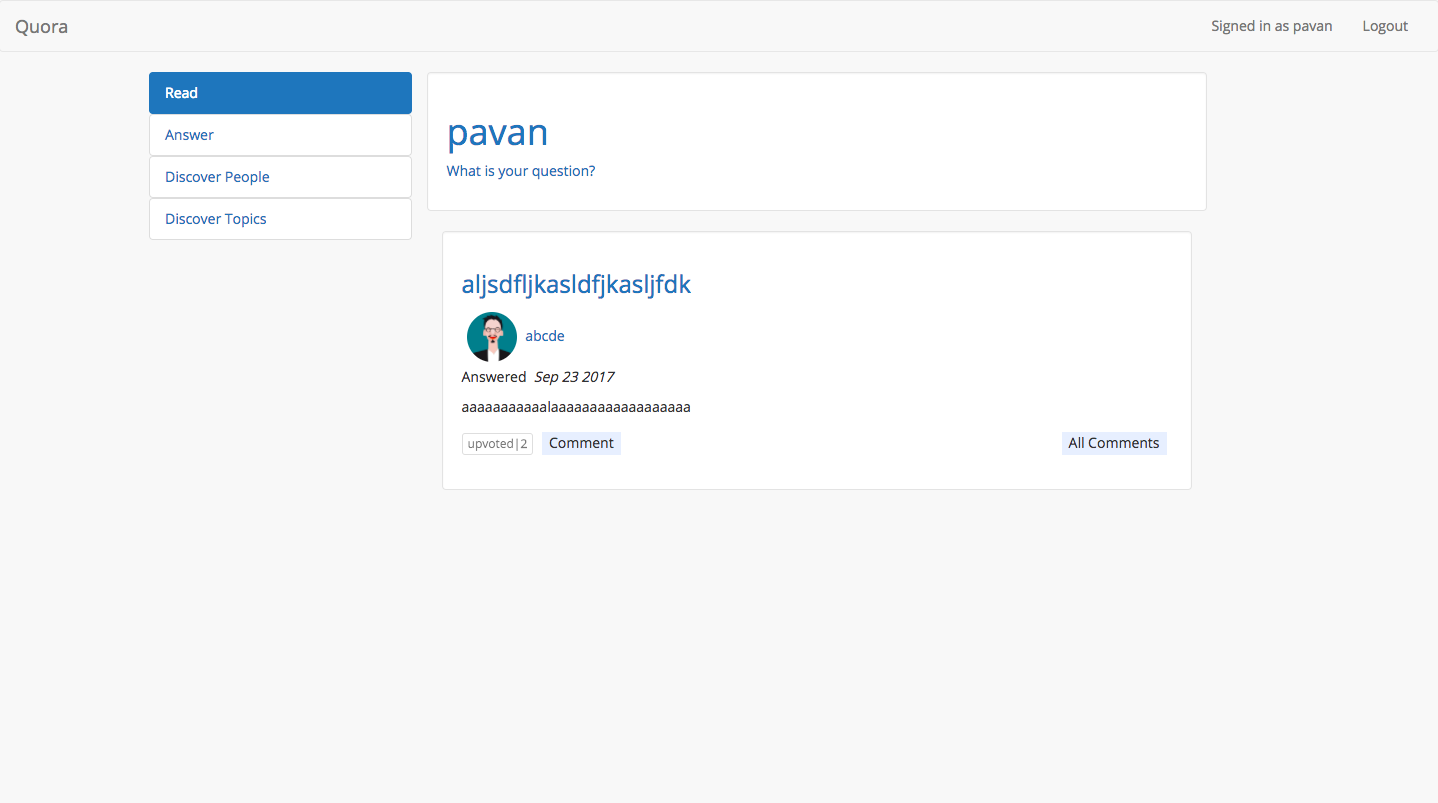 Quora Signed in as pavan Logout
Read
Answer
Discover People
Discover Topics
pavan
What is your question?
aljsdfljkasldfjkasljfdk
abcde
Answered Sep 23 2017
aaaaaaaaaaalaaaaaaaaaaaaaaaaaa
upvoted|2 Comment All Comments